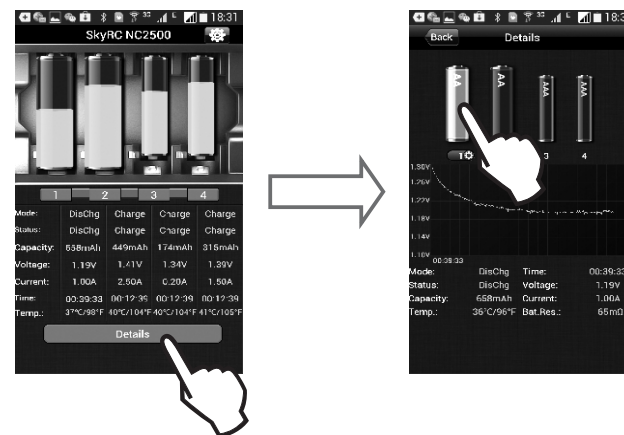 3G 18:31
SkyRC NC2500
1 2 3 4
Mode: DisChg Charge Charge Charge
Status: DisChg Charge Charge Charge
Capacity: 658mAh 449mAh 174mAh 315mAh
Voltage: 1.19V 1.41V 1.34V 1.39V
Current: 1.00A 2.50A 0.20A 1.50A
Time: 00:39:33 00:12:39 00:12:39 00:12:39
Temp.: 37°C/98°F 40°C/104°F 40°C/104°F 41°C/105°F
Details
3G 18:3
Back Details
AA AA AAA AAA
1 3 4
1.30V
1.26V
1.22V
1.18V
1.14V
1.10V
00:39:33
Mode: DisChg Time: 00:39:33
Status: DisChg Voltage: 1.19V
Capacity: 658mAh Current: 1.00A
Temp.: 36°C/96°F Bat.Res.: 65mΩ